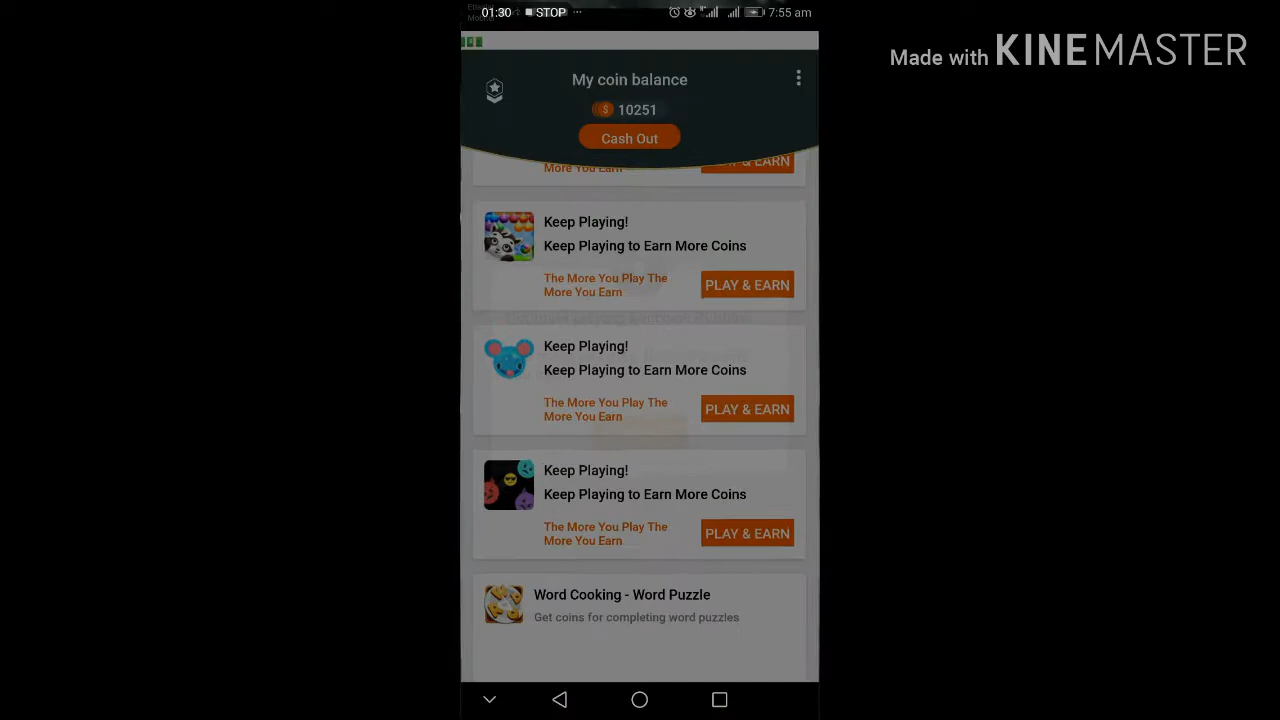 01:30 STOP ... 7:55 am
Made with KINEMASTER
My coin balance
10251
Cash Out
More You Earn
Keep Playing!
Keep Playing to Earn More Coins
The More You Play The
More You Earn
PLAY & EARN
Keep Playing!
Keep Playing to Earn More Coins
The More You Play The
More You Earn
PLAY & EARN
Keep Playing!
Keep Playing to Earn More Coins
The More You Play The
More You Earn
PLAY & EARN
Word Cooking - Word Puzzle
Get coins for completing word puzzles